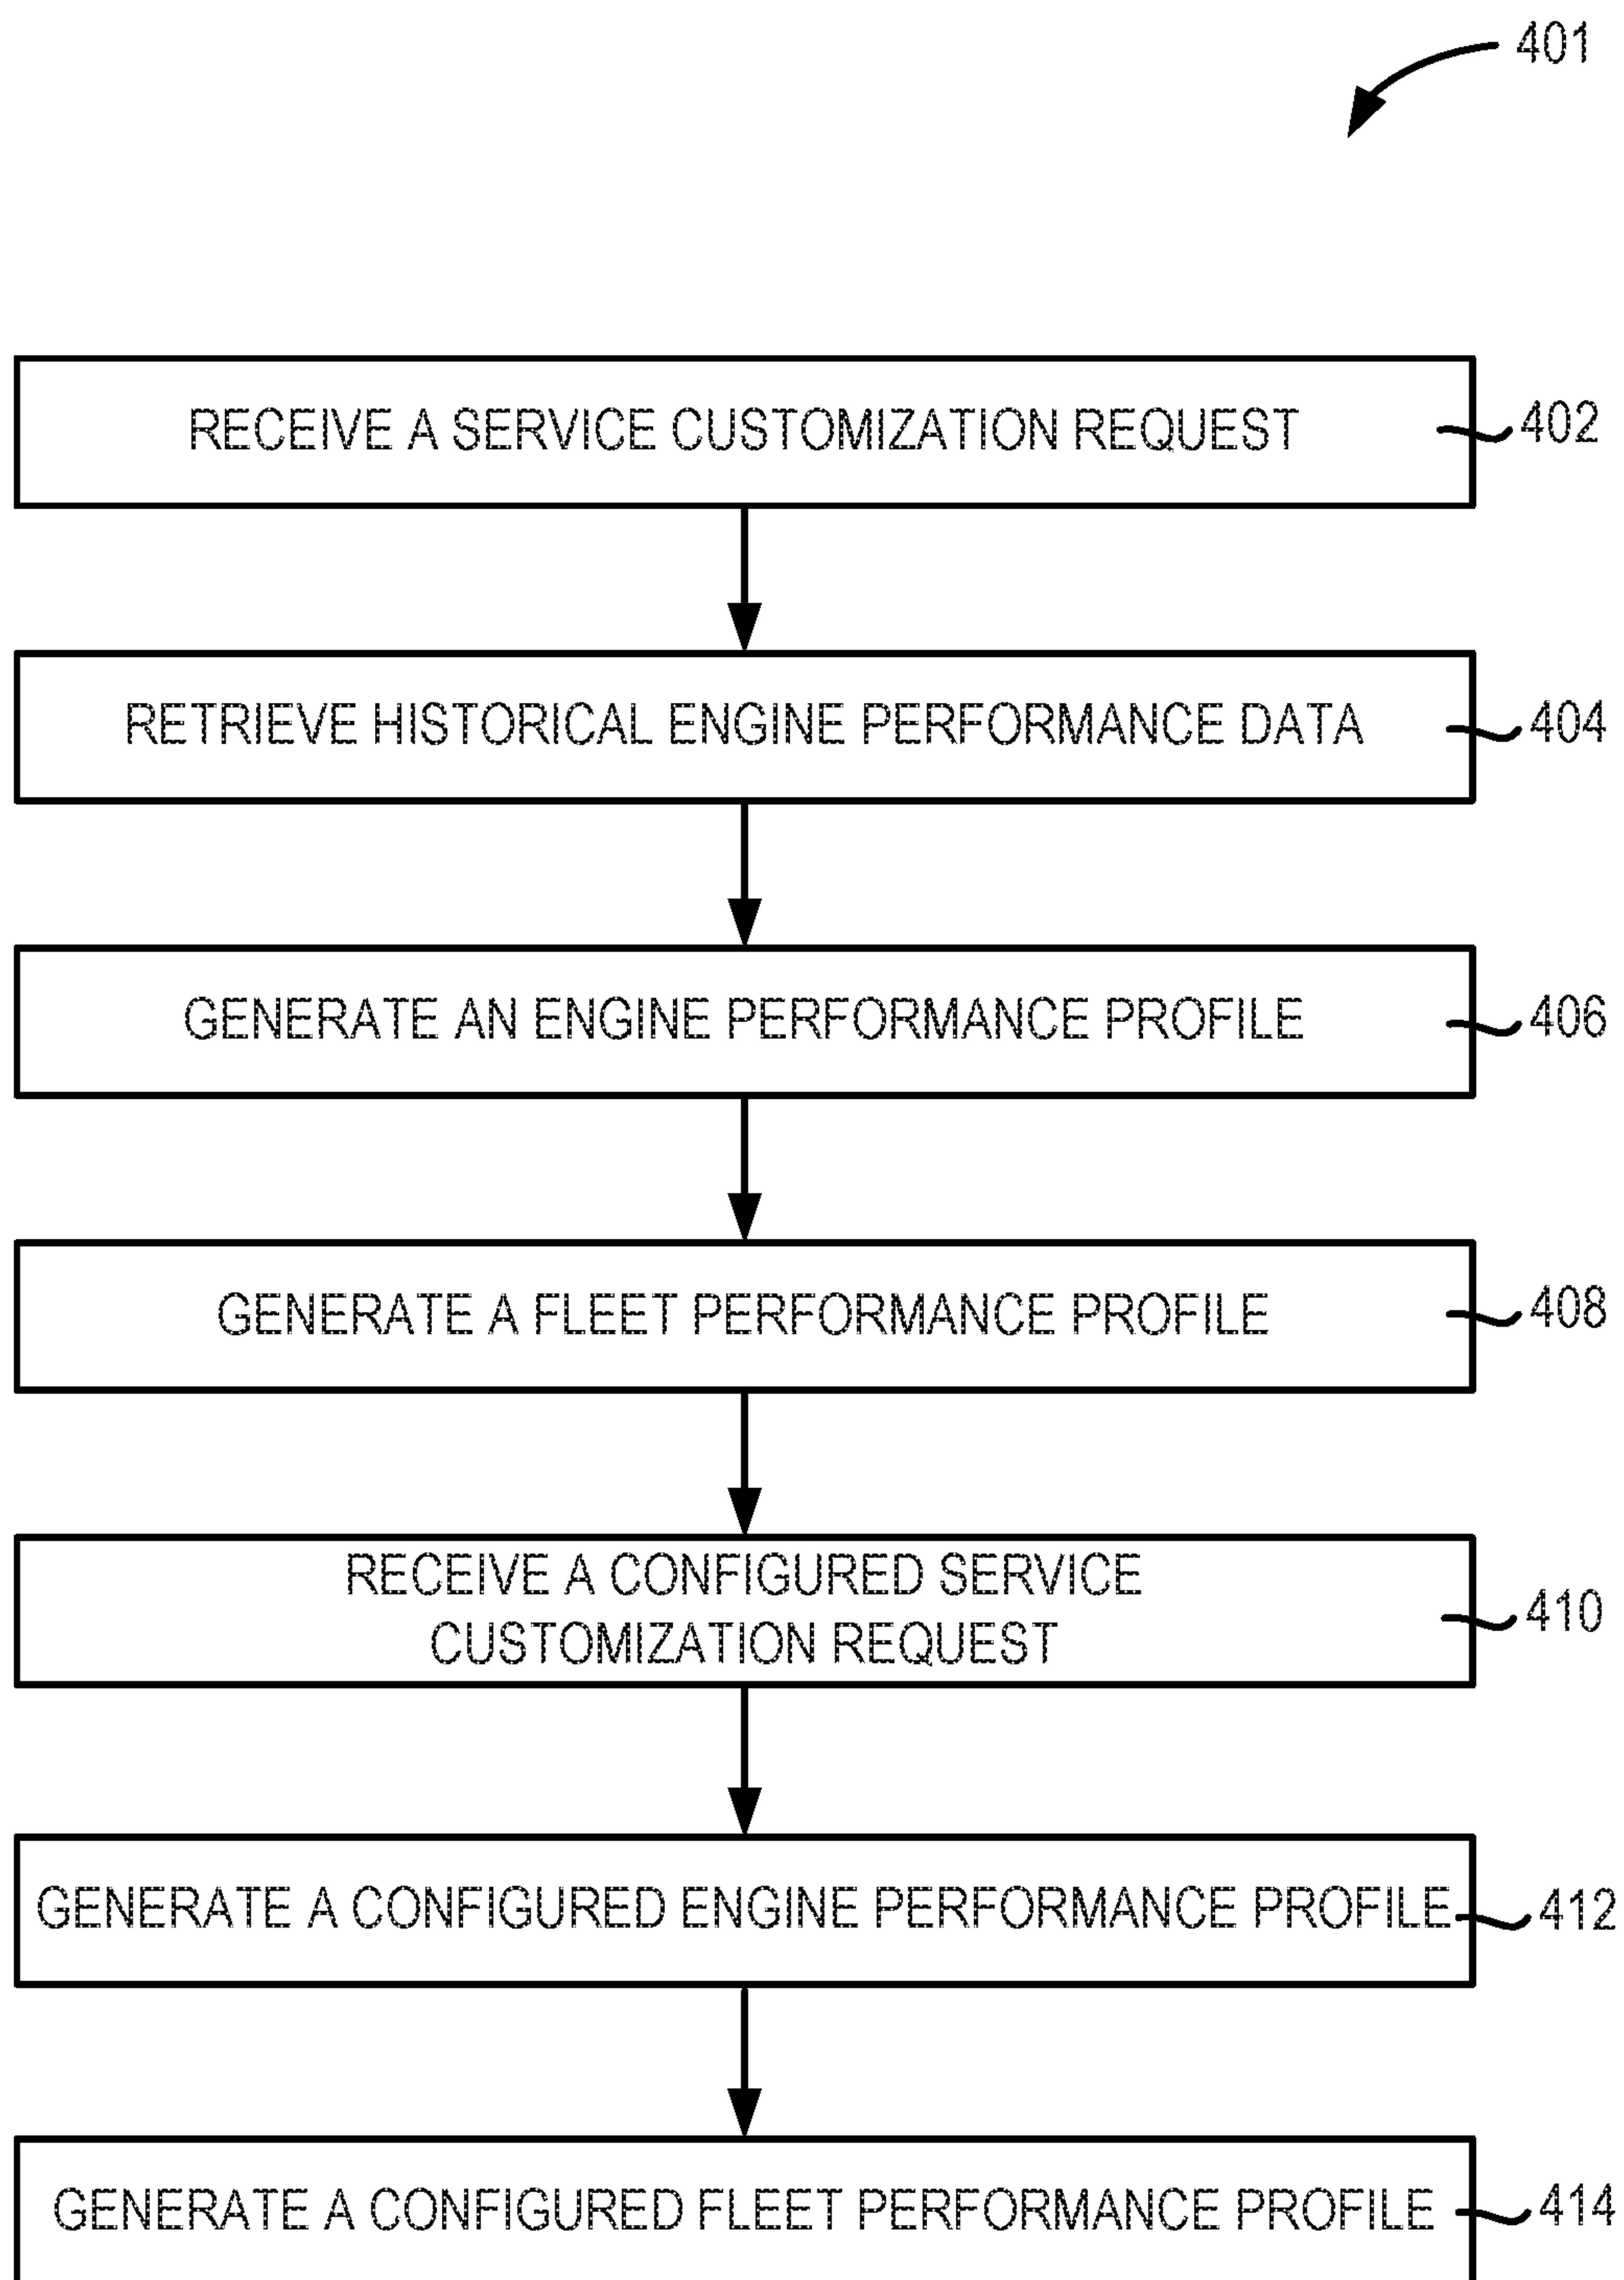 401
RECEIVE A SERVICE CUSTOMIZATION REQUEST
402
RETRIEVE HISTORICAL ENGINE PERFORMANCE DATA
404
GENERATE AN ENGINE PERFORMANCE PROFILE
406
GENERATE A FLEET PERFORMANCE PROFILE
408
RECEIVE A CONFIGURED SERVICE
CUSTOMIZATION REQUEST
410
GENERATE A CONFIGURED ENGINE PERFORMANCE PROFILE
412
GENERATE A CONFIGURED FLEET PERFORMANCE PROFILE
414